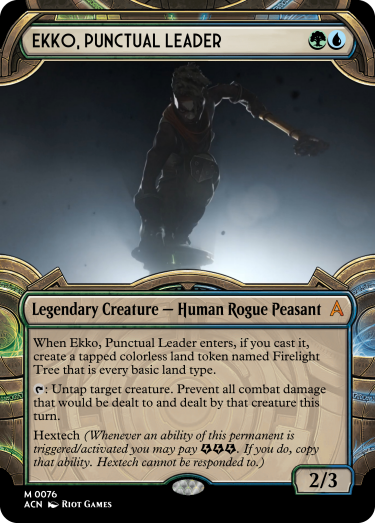 EKKO, PUNCTUAL LEADER
Legendary Creature — Human Rogue Peasant
When Ekko, Punctual Leader enters, if you cast it,
create a tapped colorless land token named Firelight
Tree that is every basic land type.
: Untap target creature. Prevent all combat damage
that would be dealt to and dealt by that creature this
turn.
Hextech (Whenever an ability of this permanent is
triggered/activated you may pay . If you do, copy
that ability. Hextech cannot be responded to.)
2/3
M 0076
ACN RIOT GAMES